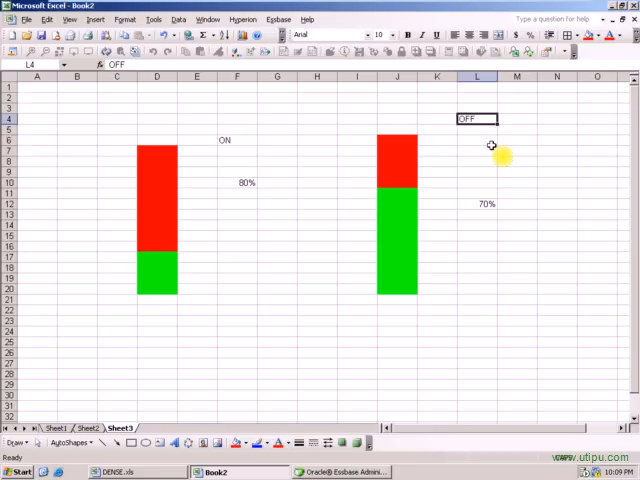 Microsoft Excel - Book2
File Edit View Insert Format Tools Data Window Hyperion Essbase Help
Type a question for help
Arial 10 B I U $ %
L4 fx OFF
A B C D E F G H I J K L M N O
1
2
3
4 OFF
5
6 ON
7
8
9
10 80%
11
12 70%
13
14
15
16
17
18
19
20
21
22
23
24
25
26
27
28
29
30
31
32
Sheet1 Sheet2 Sheet3
Draw AutoShapes
Ready
www.utipu.com
Start DENSE.xls Book2 Oracle® Essbase Admini... 10:09 PM